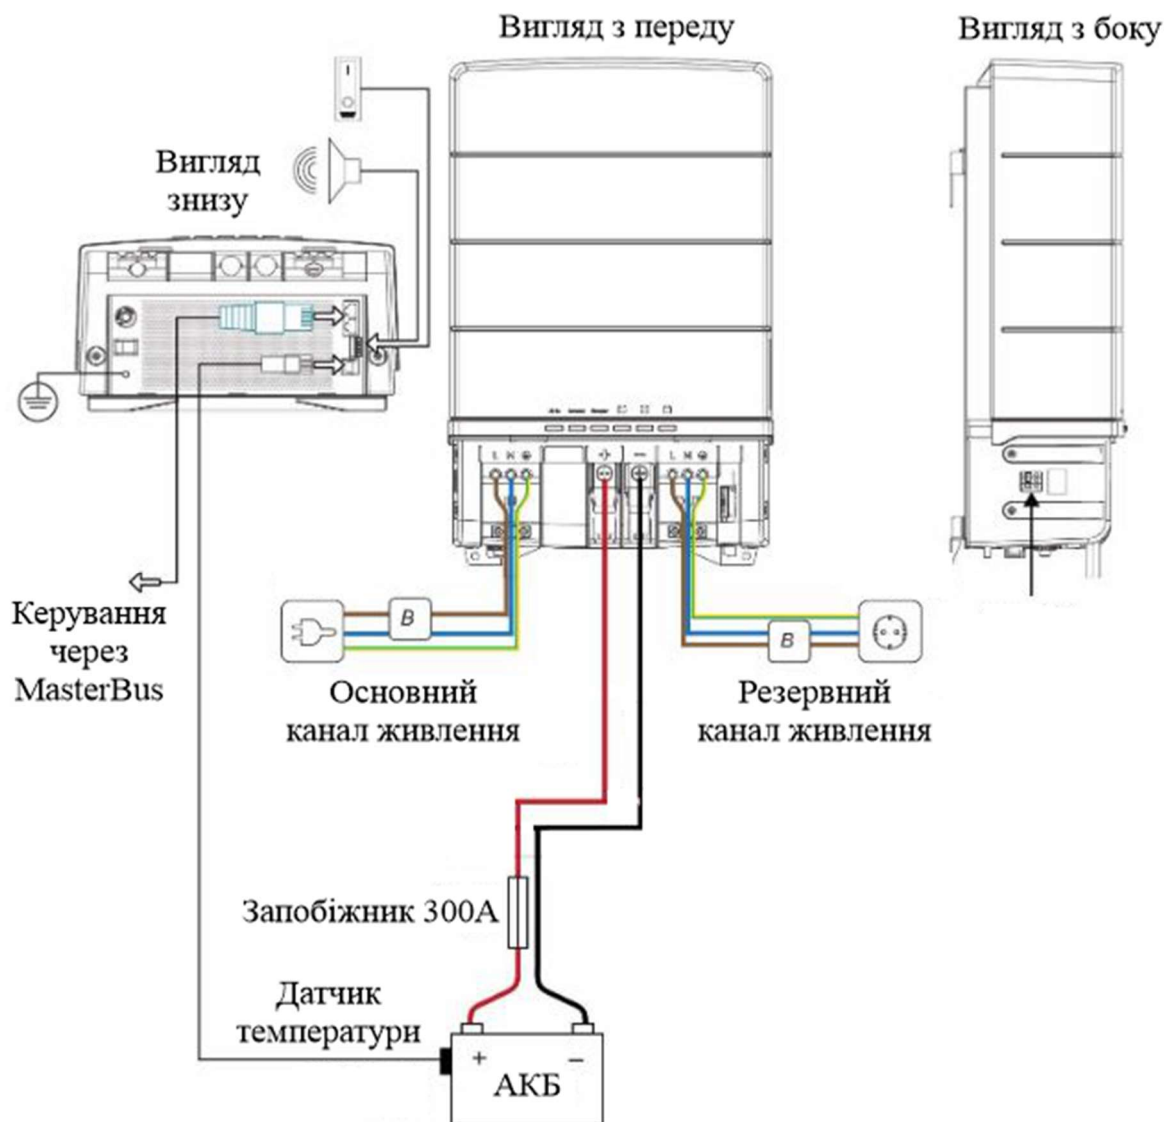 Вигляд з переду
Вигляд з боку
Вигляд
знизу
L N
L N
B
B
Керування
через
MasterBus
Основний
канал живлення
Резервний
канал живлення
Запобіжник 300А
Датчик
температури
+ −
АКБ